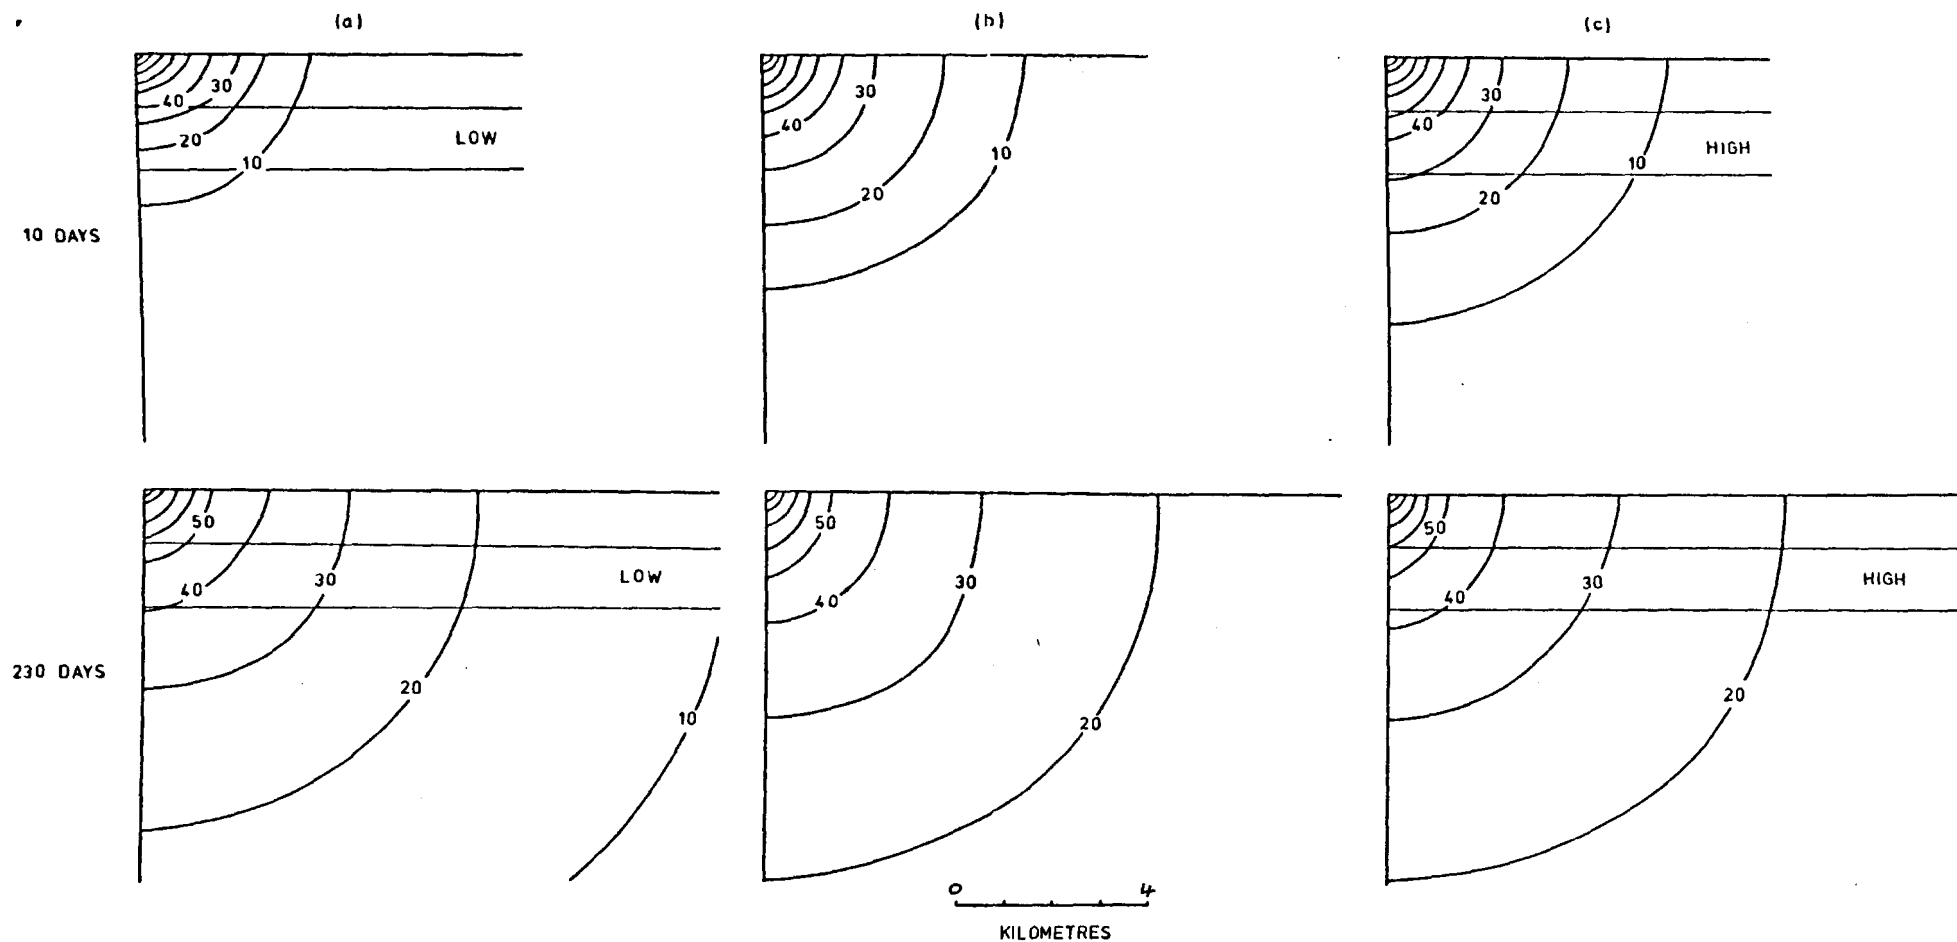 (a) (b) (c)
30 30 30
40 40 40
LOW HIGH
20 10 10 10
20 20
10 DAYS
50 50 50
LOW 30 30 30 HIGH
40 40 40
230 DAYS
20 20 20
10
0 4
KILOMETRES